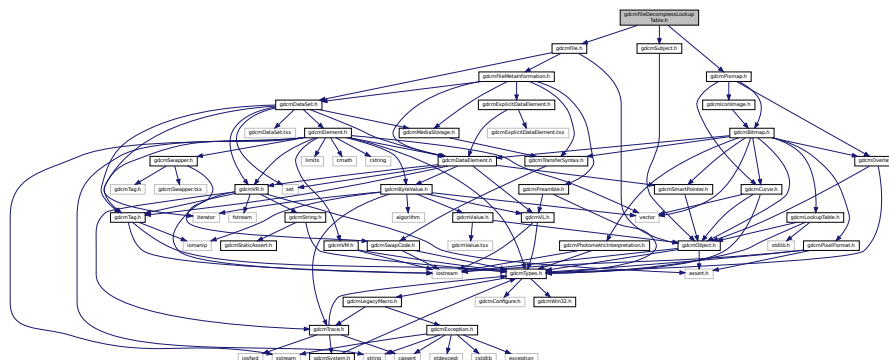 gdcmFileDecompressLookup
Table.h
gdcmFile.h
gdcmSubject.h
gdcmFileMetaInformation.h
gdcmPixmap.h
gdcmDataSet.h
gdcmExplicitDataElement.h
gdcmIconImage.h
gdcmDataSet.txx
gdcmElement.h
gdcmMediaStorage.h
gdcmExplicitDataElement.txx
gdcmBitmap.h
gdcmSwapper.h
limits
cmath
cstring
gdcmDataElement.h
gdcmTransferSyntax.h
gdcmOverlay
gdcmTag.h
gdcmSwapper.txx
gdcmVR.h
set
gdcmByteValue.h
gdcmPreamble.h
gdcmSmartPointer.h
gdcmCurve.h
gdcmTag.h
iterator
fstream
gdcmString.h
algorithm
gdcmValue.h
gdcmVL.h
vector
gdcmLookupTable.h
iomanip
gdcmStaticAssert.h
gdcmVM.h
gdcmSwapCode.h
gdcmValue.txx
gdcmPhotometricInterpretation.h
gdcmObject.h
stdlib.h
gdcmPixelFormat.h
iostream
gdcmTypes.h
assert.h
gdcmLegacyMacro.h
gdcmConfigure.h
gdcmWin32.h
gdcmTrace.h
gdcmException.h
iosfwd
sstream
gdcmSystem.h
string
cassert
stdexcept
cstdlib
exception